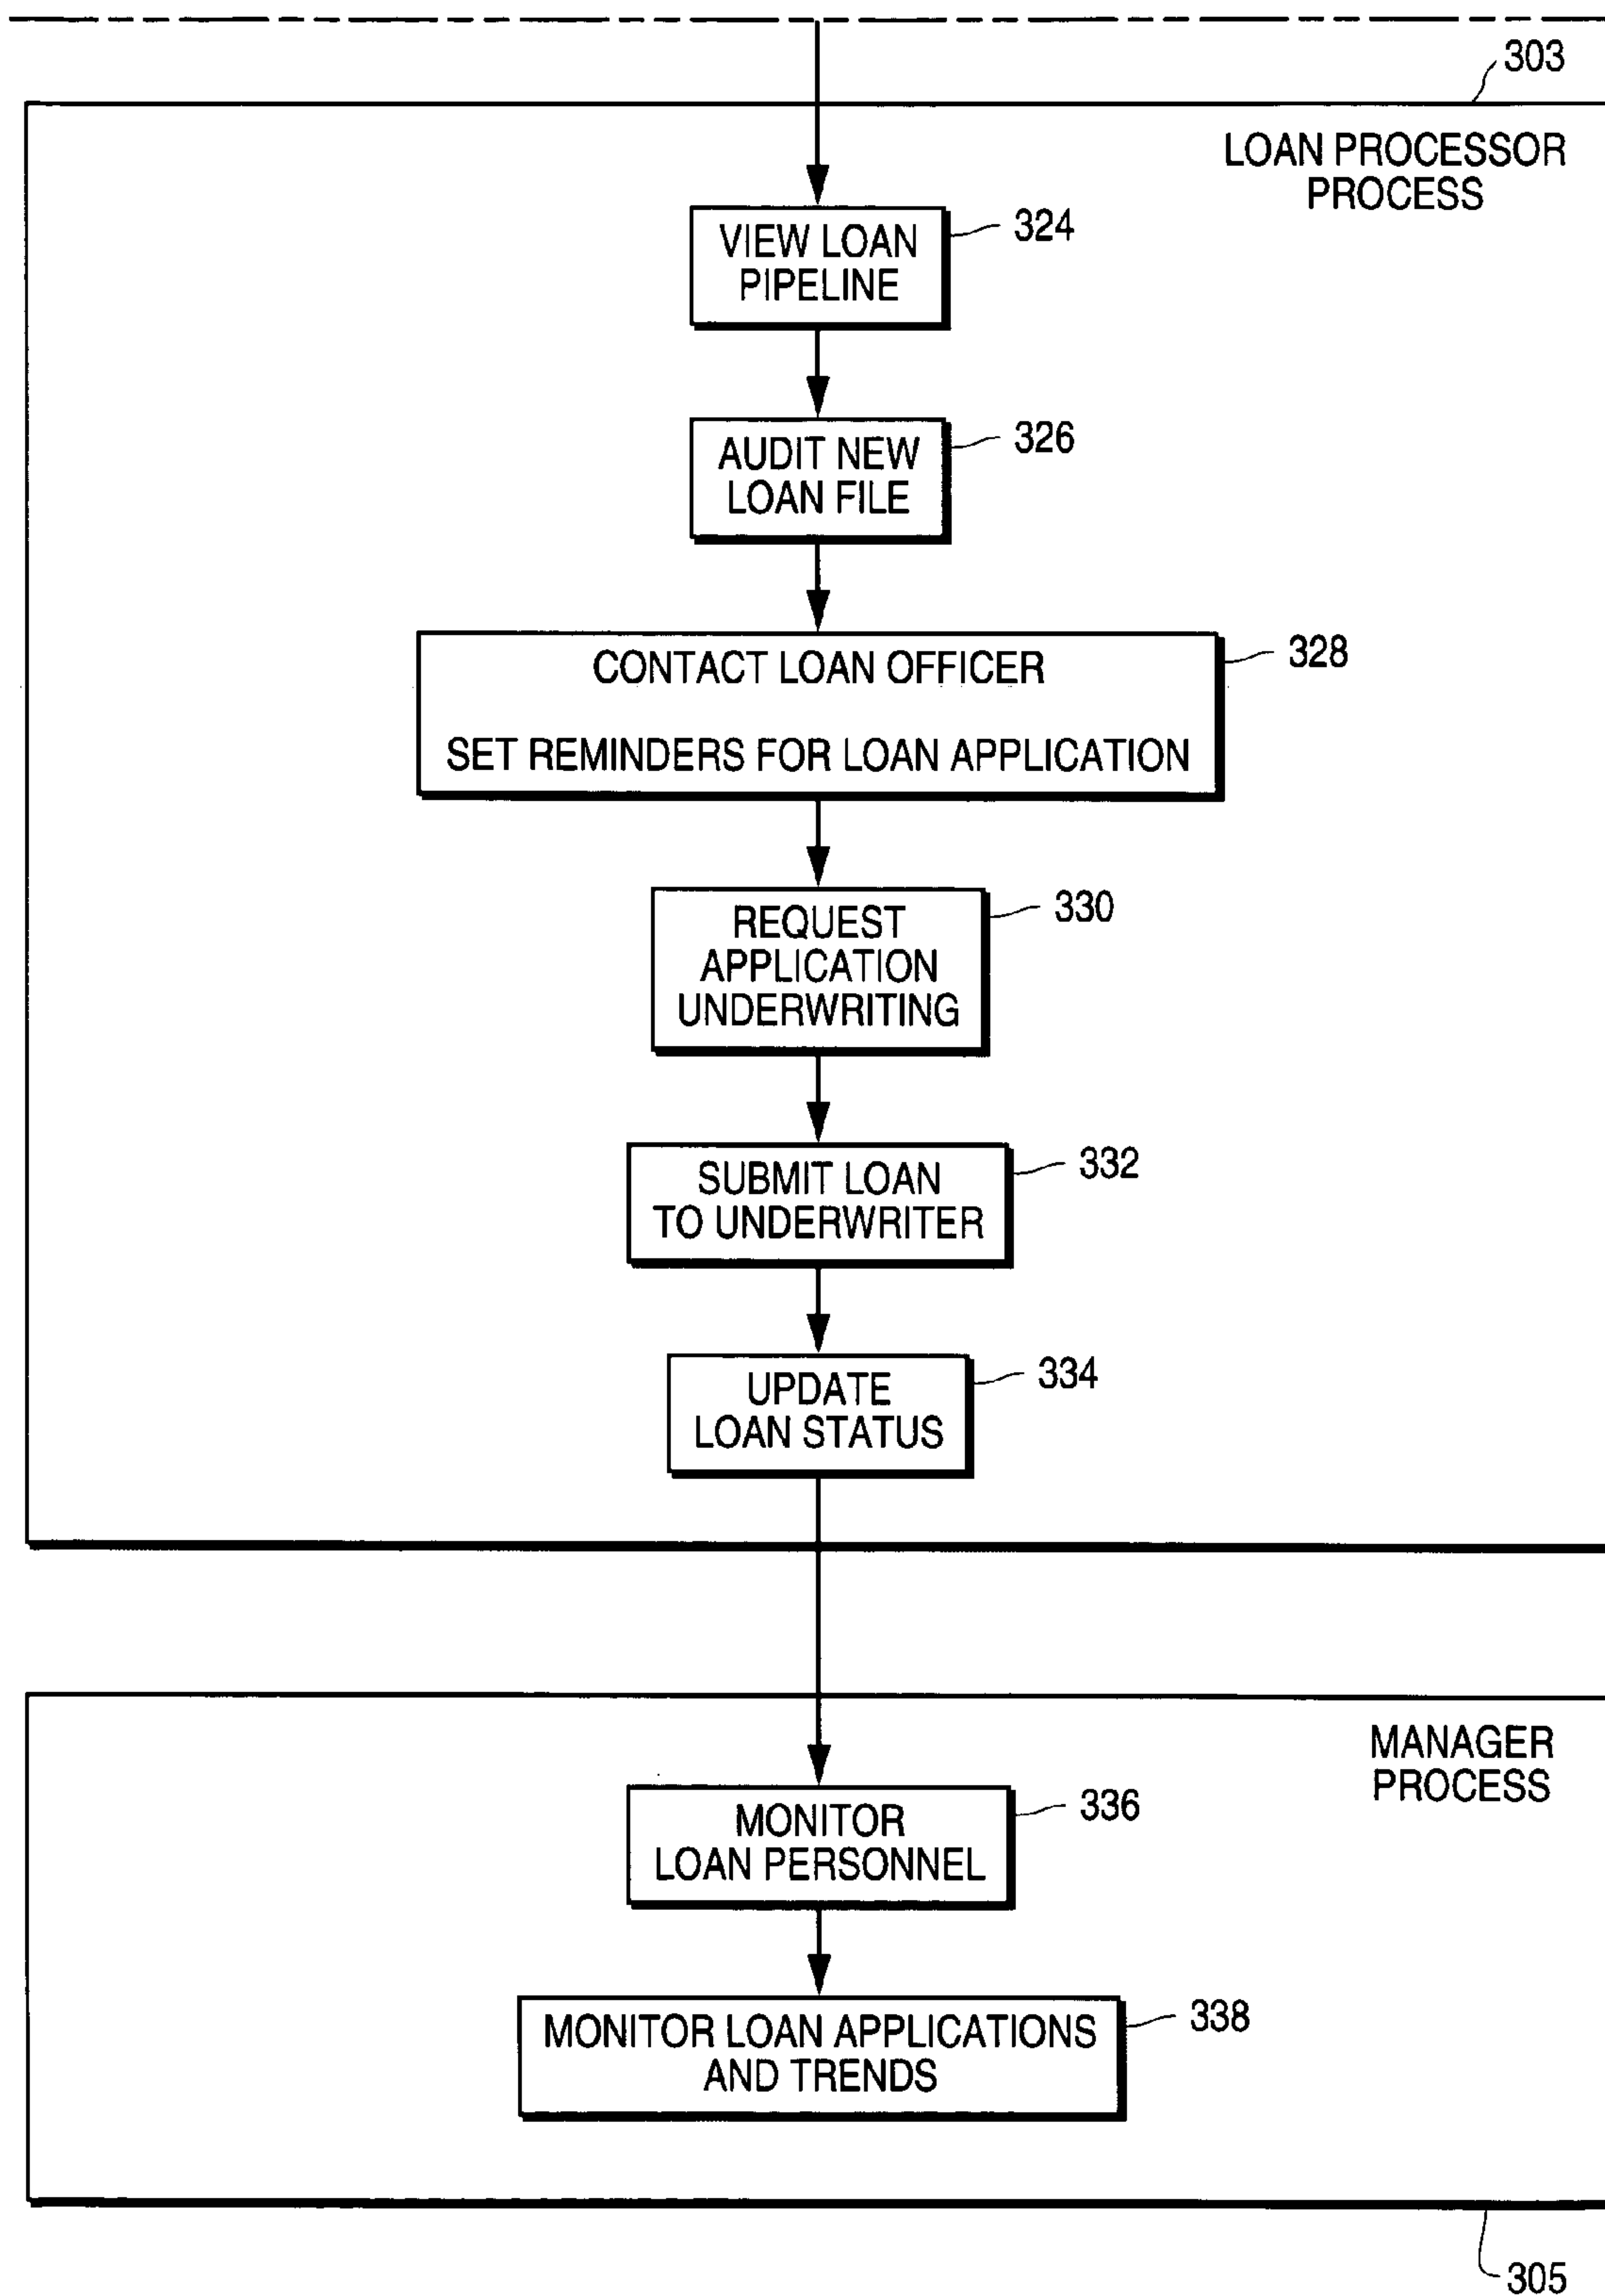 303
LOAN PROCESSOR
PROCESS
VIEW LOAN
PIPELINE
324
AUDIT NEW
LOAN FILE
326
CONTACT LOAN OFFICER
SET REMINDERS FOR LOAN APPLICATION
328
REQUEST
APPLICATION
UNDERWRITING
330
SUBMIT LOAN
TO UNDERWRITER
332
UPDATE
LOAN STATUS
334
MANAGER
PROCESS
MONITOR
LOAN PERSONNEL
336
MONITOR LOAN APPLICATIONS
AND TRENDS
338
305